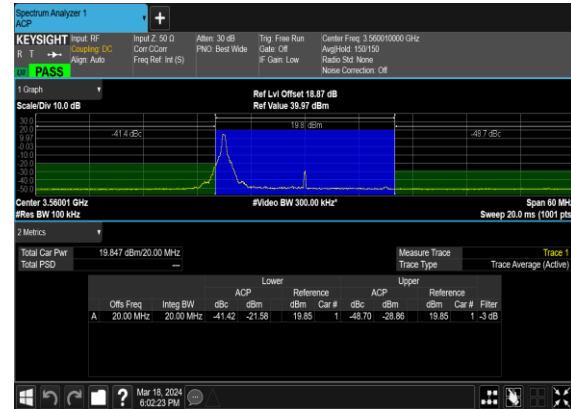 Spectrum Analyzer 1
ACP
KEYSIGHT Input: RF Input Z: 50 Ω Atten: 30 dB Trig: Free Run Center Freq: 3.560010000 GHz
R T Coupling: DC Corr CCorr PNO: Best Wide Gate: Off Avg|Hold: 150/150
Align: Auto Freq Ref: Int (S) IF Gain: Low Radio Std: None
Noise Correction: Off
PASS
1 Graph
Ref Lvl Offset 18.87 dB
Scale/Div 10.0 dB Ref Value 39.97 dBm
30.0
20.0 -41.4 dBc 19.8 dBm -48.7 dBc
9.97
-0.03
-10.0
-20.0
-30.0
-40.0
-50.0
Center 3.56001 GHz #Video BW 300.00 kHz* Span 60 MH
#Res BW 100 kHz Sweep 20.0 ms (1001 pts
2 Metrics
Total Car Pwr 19.847 dBm/20.00 MHz Measure Trace Trace 1
Total PSD --- Trace Type Trace Average (Active)
Lower Upper
ACP Reference ACP Reference
Offs Freq Integ BW dBc dBm dBm Car # dBc dBm dBm Car # Filter
A 20.00 MHz 20.00 MHz -41.42 -21.58 19.85 1 -48.70 -28.86 19.85 1 -3 dB
Mar 18, 2024
6:02:23 PM